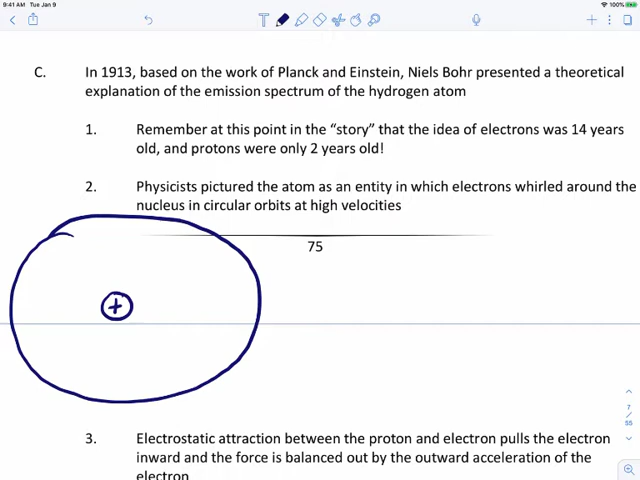 9:41 AM Tue Jan 9
100%
C. In 1913, based on the work of Planck and Einstein, Niels Bohr presented a theoretical
explanation of the emission spectrum of the hydrogen atom
1. Remember at this point in the “story” that the idea of electrons was 14 years
old, and protons were only 2 years old!
2. Physicists pictured the atom as an entity in which electrons whirled around the
nucleus in circular orbits at high velocities
75
+
7
/
55
3. Electrostatic attraction between the proton and electron pulls the electron
inward and the force is balanced out by the outward acceleration of the
electron